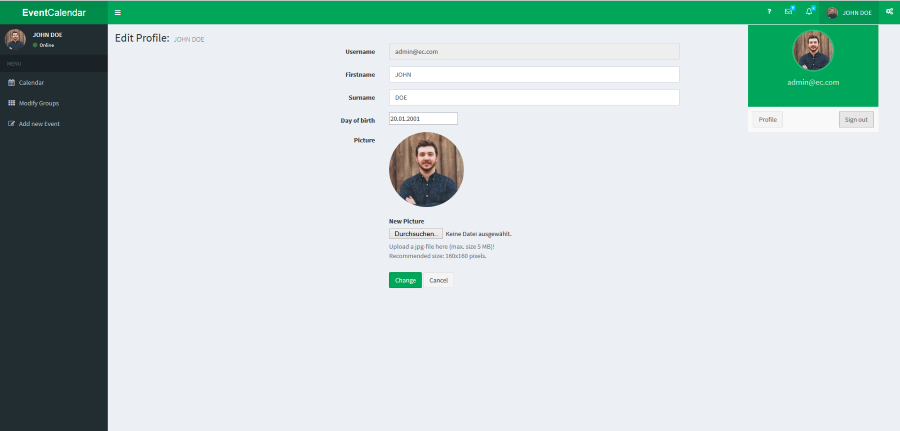 EventCalendar
JOHN DOE
JOHN DOE
Online
MENU
Calendar
Modify Groups
Add new Event
Edit Profile: JOHN DOE
Username admin@ec.com
Firstname JOHN
Surname DOE
Day of birth 20.01.2001
Picture
New Picture
Durchsuchen... Keine Datei ausgewählt.
Upload a jpg-file here (max. size 5 MB)!
Recommended size: 160x160 pixels.
Change Cancel
admin@ec.com
Profile Sign out